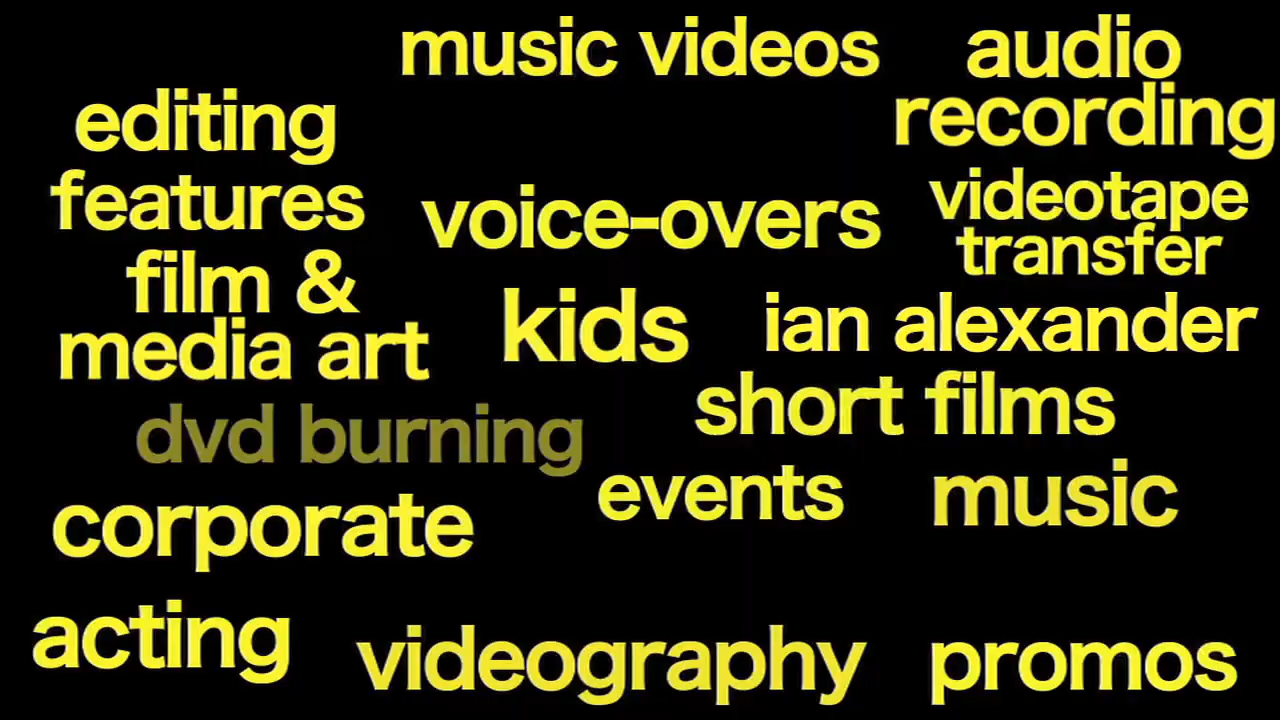 music videos
audio
recording
editing
features
voice-overs
videotape
transfer
film &
media art
kids
ian alexander
short films
dvd burning
events
music
corporate
acting
videography
promos